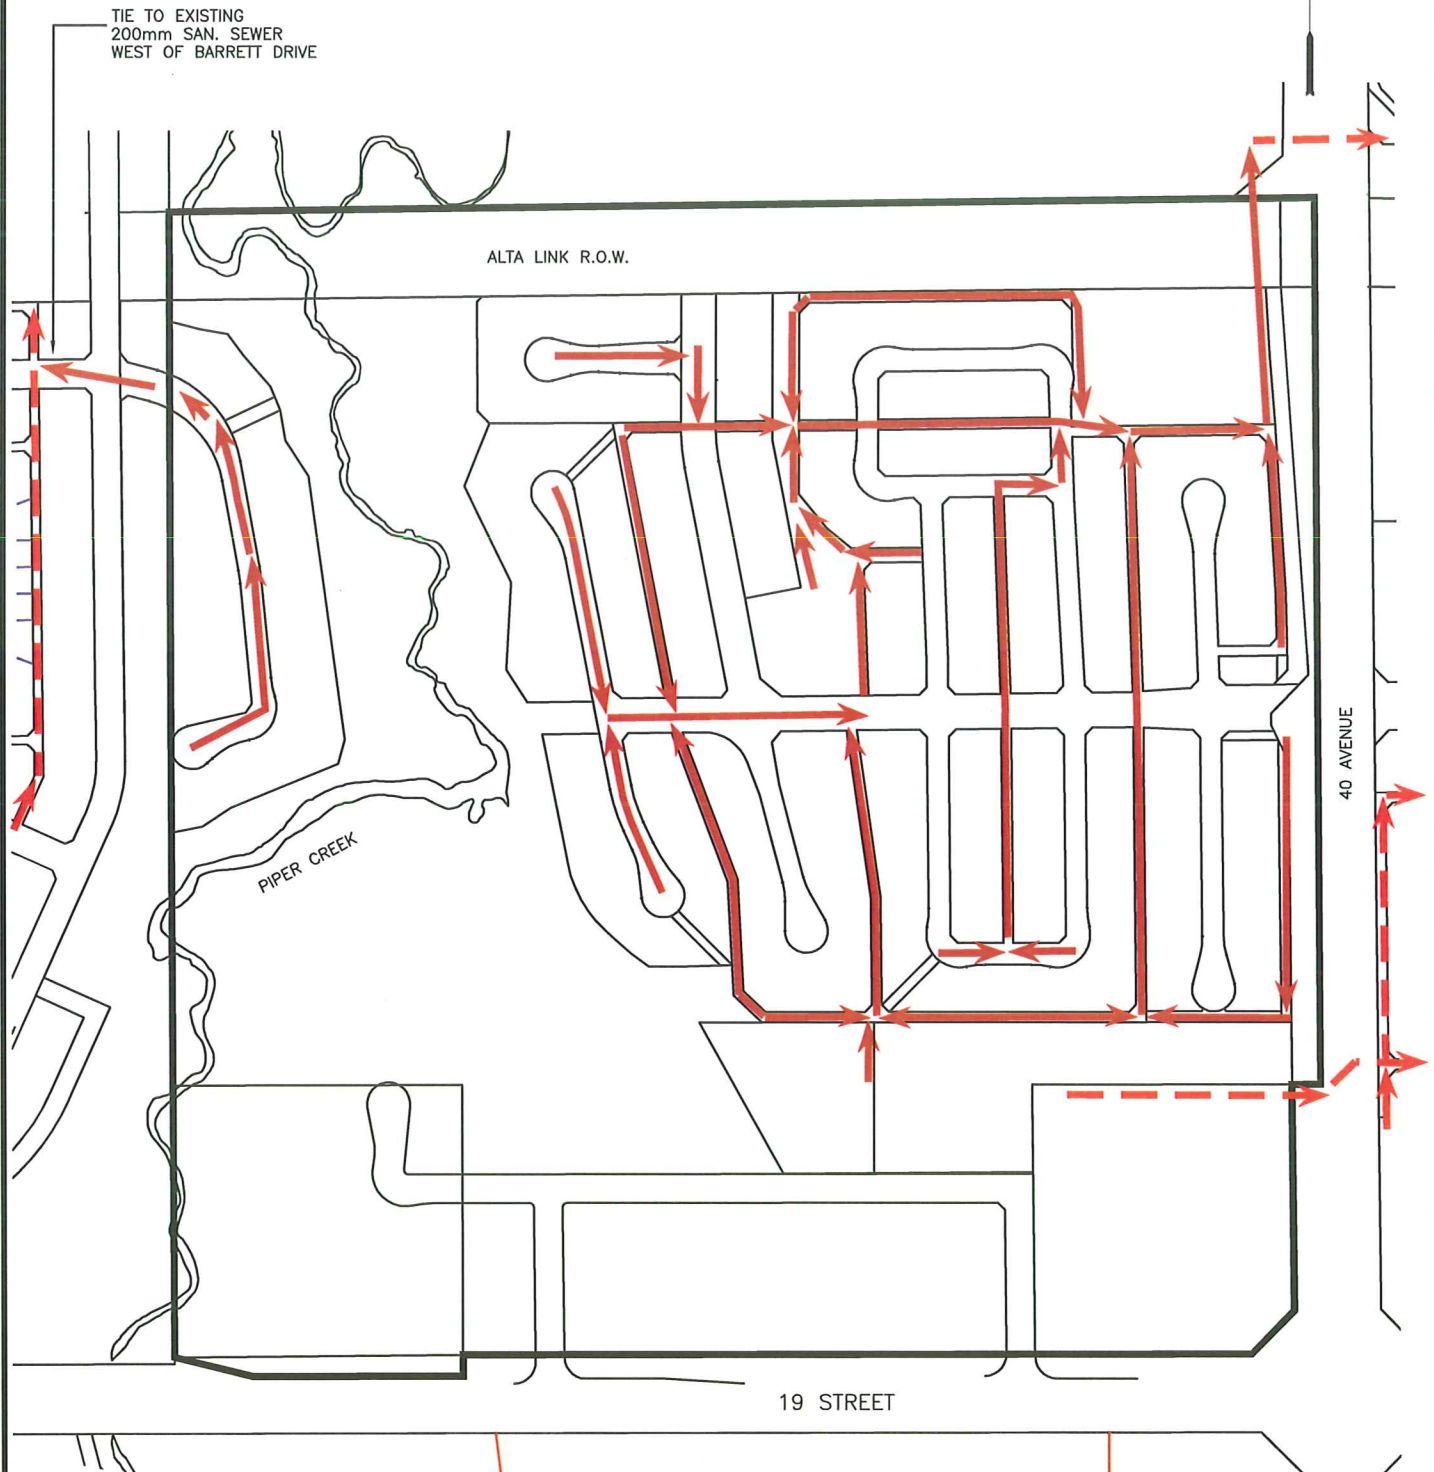 TIE TO EXISTING
200mm SAN. SEWER
WEST OF BARRETT DRIVE
ALTA LINK R.O.W.
40 AVENUE
PIPER CREEK
19 STREET